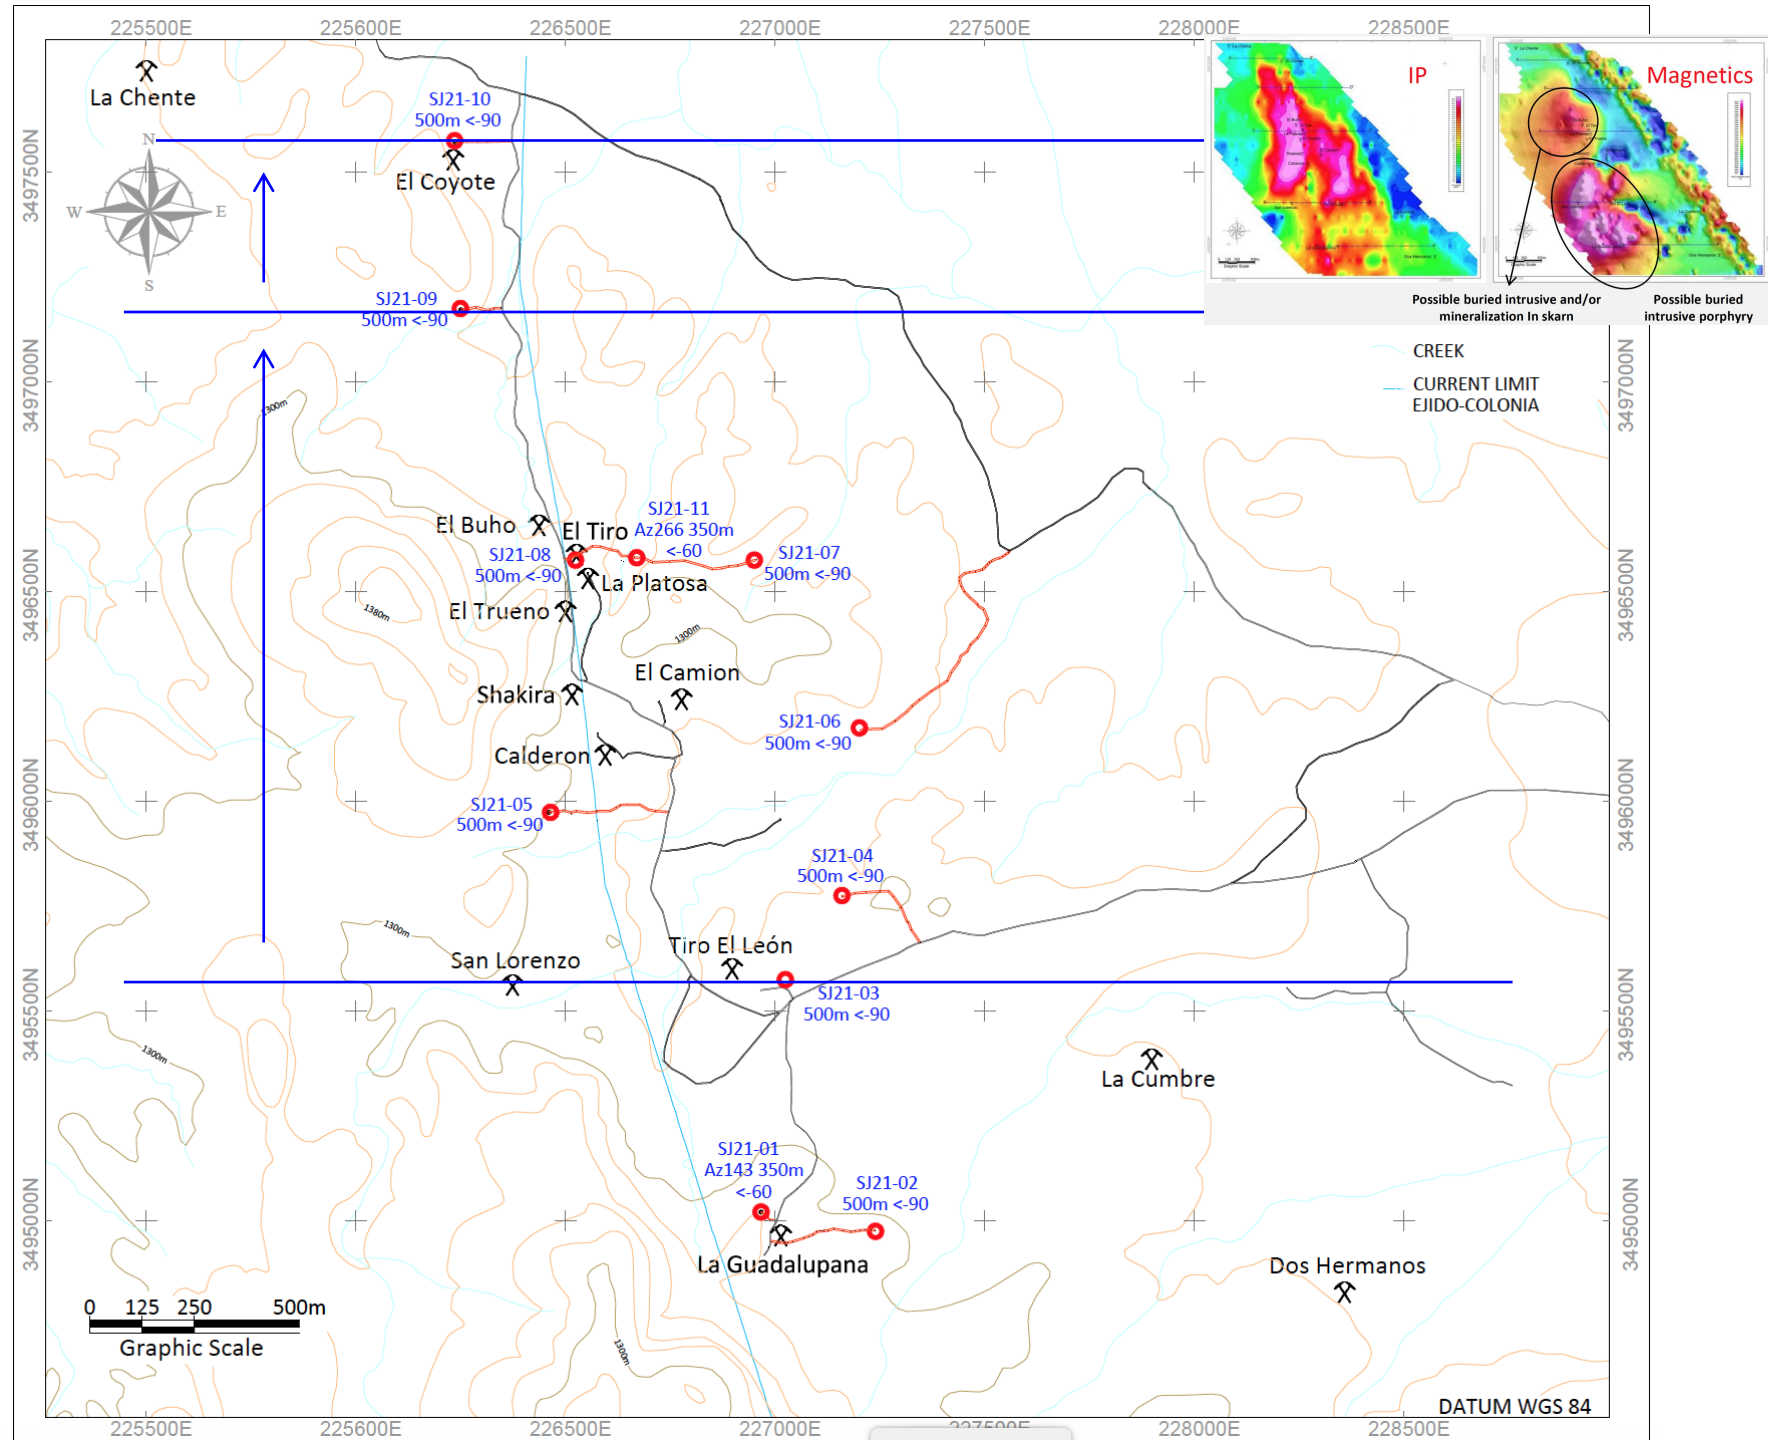 225500E 225600E 226500E 227000E 227500E 228000E 228500E
La Chente
SJ21-10
500m <-90
El Coyote
N
W E
S
3497500N
SJ21-09
500m <-90
IP
Magnetics
Possible buried intrusive and/or
mineralization In skarn
Possible buried
intrusive porphyry
CREEK
CURRENT LIMIT
EJIDO-COLONIA
3497000N
3497000N
1300m
El Buho
El Tiro
SJ21-11
Az266 350m
<-60
SJ21-08
500m <-90
SJ21-07
500m <-90
La Platosa
El Trueno
1380m
1300m
3496500N
3496500N
El Camion
Shakira
SJ21-06
500m <-90
Calderon
SJ21-05
500m <-90
3496000N
3496000N
SJ21-04
500m <-90
1300m
San Lorenzo
Tiro El León
SJ21-03
500m <-90
3495500N
3495500N
1300m
La Cumbre
SJ21-01
Az143 350m
<-60
SJ21-02
500m <-90
3495000N
3495000N
La Guadalupana
Dos Hermanos
0 125 250 500m
Graphic Scale
1300m
DATUM WGS 84
225500E 225600E 226500E 227000E 227500E 228000E 228500E